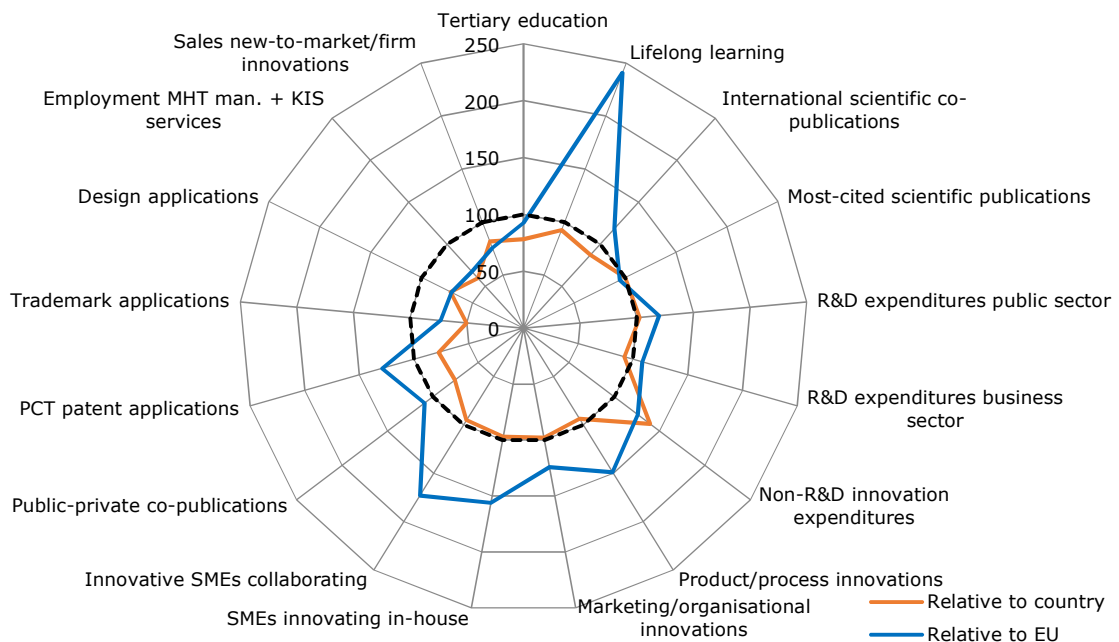 Tertiary education
Sales new-to-market/firm
innovations
Lifelong learning
Employment MHT man. + KIS
services
International scientific co-
publications
Design applications
Most-cited scientific publications
Trademark applications
R&D expenditures public sector
PCT patent applications
R&D expenditures business
sector
Public-private co-publications
Non-R&D innovation
expenditures
Innovative SMEs collaborating
Product/process innovations
SMEs innovating in-house
Marketing/organisational
innovations
250
200
150
100
50
0
Relative to country
Relative to EU